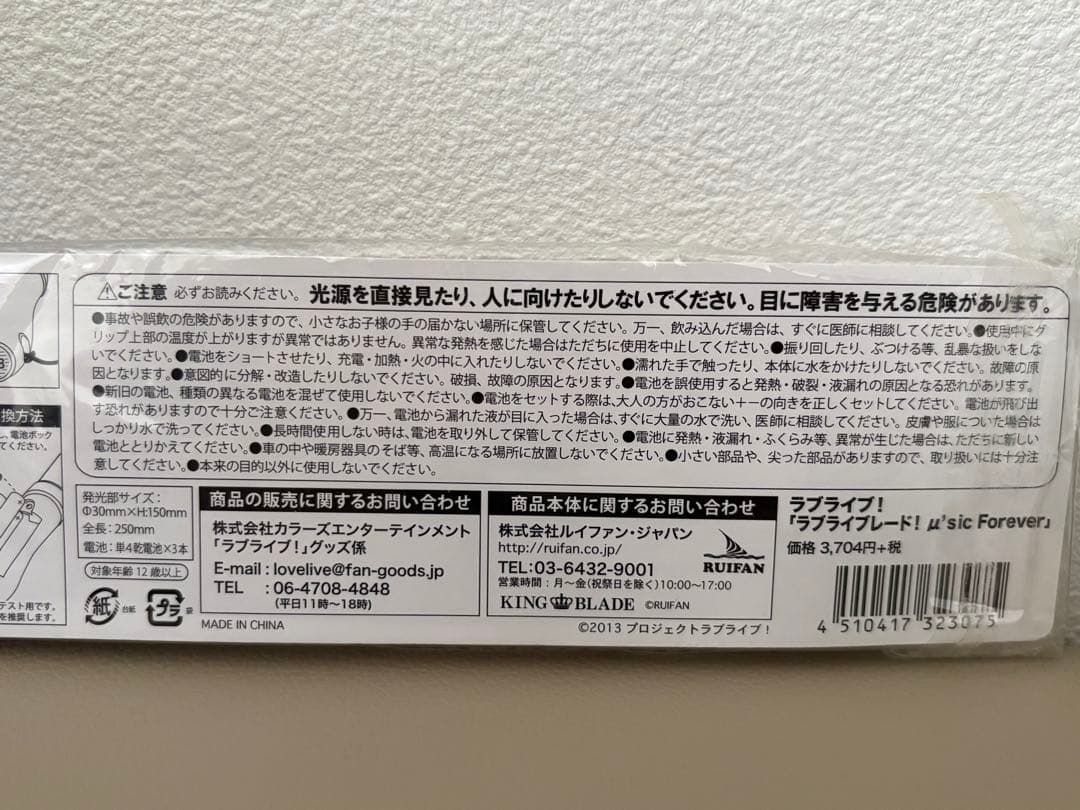 ⚠ご注意 必ずお読みください。 光源を直接見たり、人に向けたりしないでください。目に障害を与える危険があります。
●事故や誤飲の危険がありますので、小さなお子様の手の届かない場所に保管してください。万一、飲み込んだ場合は、すぐに医師に相談してください。●使用中にグ
リップ上部の温度が上がりますが異常ではありません。異常な発熱を感じた場合はただちに使用を中止してください。●振り回したり、ぶつける等、乱暴な扱いをしな
いでください。●電池をショートさせたり、充電・加熱・火の中に入れたりしないでください。●濡れた手で触ったり、本体に水をかけたりしないでください。故障の原
因となります。●意図的に分解・改造したりしないでください。破損、故障の原因となります。●電池を誤使用すると発熱・破裂・液漏れの原因となる恐れがあります。
●新旧の電池、種類の異なる電池を混ぜて使用しないでください。●電池をセットする際は、大人の方がおこない+ーの向きを正しくセットしてください。電池が飛び出
す恐れがありますので十分ご注意ください。●万一、電池から漏れた液が目に入った場合は、すぐに大量の水で洗い、医師に相談してください。皮膚や服についた場合は
しっかり水で洗ってください。●長時間使用しない時は、電池を取り外して保管してください。●電池に発熱・液漏れ・ふくらみ等、異常が生じた場合は、ただちに新しい
電池ととりかえてください。●車の中や暖房器具のそば等、高温になる場所に放置しないでください。●小さい部品や、尖った部品がありますので、取り扱いには十分注
意してください。●本来の目的以外に使用しないでください。
換方法
し、電池ボック
てください。
テスト用です。
を推奨します。
発光部サイズ：
Φ30mm×H:150mm
全長：250mm
電池：単4乾電池×3本
対象年齢12歳以上
紙 台紙
プラ 袋
商品の販売に関するお問い合わせ
株式会社カラーズエンターテインメント
「ラブライブ！」グッズ係
E-mail：lovelive@fan-goods.jp
TEL ：06-4708-4848
(平日11時〜18時)
MADE IN CHINA
商品本体に関するお問い合わせ
株式会社ルイファン・ジャパン
http://ruifan.co.jp/
TEL:03-6432-9001
営業時間：月〜金(祝祭日を除く)10:00〜17:00
KING BLADE ©RUIFAN
RUIFAN
©2013 プロジェクトラブライブ！
ラブライブ！
「ラブライブレード！μ'sic Forever」
価格 3,704円+税
4 510417 323075